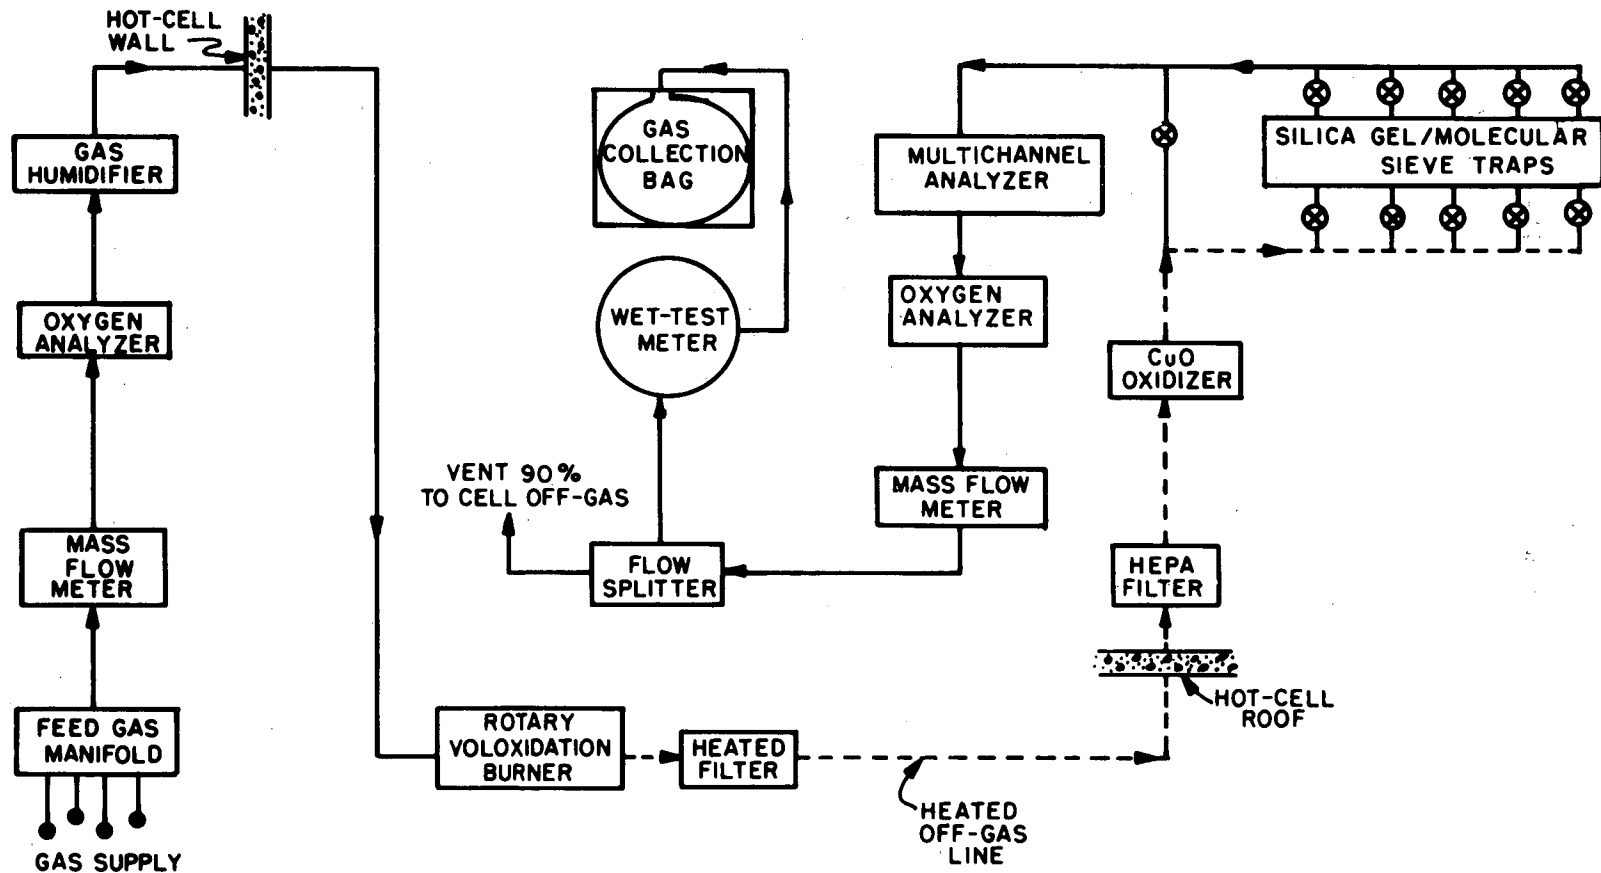 HOT-CELL
WALL
GAS
HUMIDIFIER
OXYGEN
ANALYZER
MASS
FLOW
METER
FEED GAS
MANIFOLD
GAS SUPPLY
GAS
COLLECTION
BAG
WET-TEST
METER
VENT 90%
TO CELL OFF-GAS
FLOW
SPLITTER
ROTARY
VOLOXIDATION
BURNER
HEATED
FILTER
HEATED
OFF-GAS
LINE
MULTICHANNEL
ANALYZER
OXYGEN
ANALYZER
MASS FLOW
METER
SILICA GEL/MOLECULAR
SIEVE TRAPS
CuO
OXIDIZER
HEPA
FILTER
HOT-CELL
ROOF